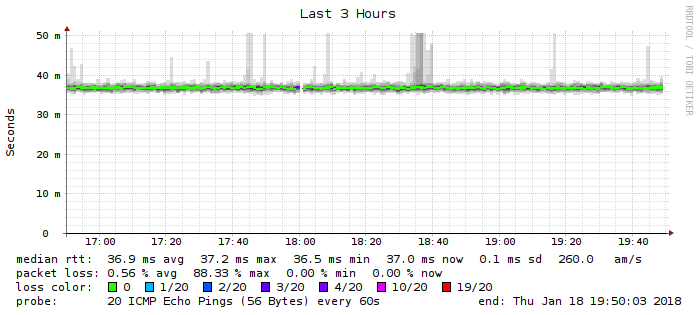 Last 3 Hours
RRDTOOL / TOBI OETIKER
Seconds
50 m
40 m
30 m
20 m
10 m
0
17:00 17:20 17:40 18:00 18:20 18:40 19:00 19:20 19:40
median rtt: 36.9 ms avg 37.2 ms max 36.5 ms min 37.0 ms now 0.1 ms sd 260.0 am/s
packet loss: 0.56 % avg 88.33 % max 0.00 % min 0.00 % now
loss color: 0 1/20 2/20 3/20 4/20 10/20 19/20
probe: 20 ICMP Echo Pings (56 Bytes) every 60s end: Thu Jan 18 19:50:03 2018